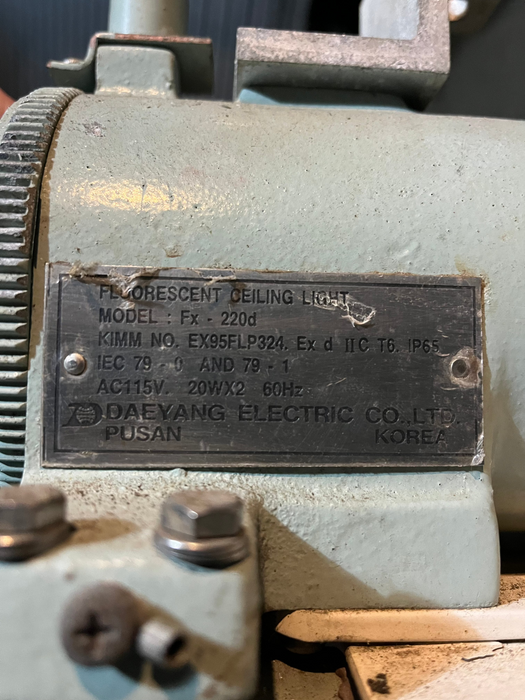 FLUORESCENT CEILING LIGHT
MODEL : Fx - 220d
KIMM NO. EX95FLP324. Ex d IIC T6. IP65
IEC 79 - 0 AND 79 - 1
AC115V. 20WX2 60Hz
DAEYANG ELECTRIC CO.,LTD.
PUSAN KOREA